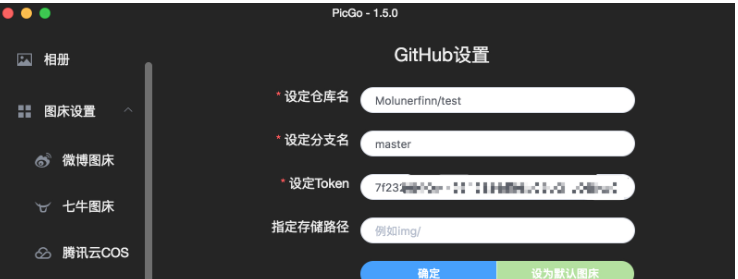 PicGo - 1.5.0
GitHub设置
相册
* 设定仓库名 Molunerfinn/test
图床设置
* 设定分支名 master
微博图床
* 设定Token 7f232
七牛图床
指定存储路径 例如img/
腾讯云COS
确定 设为默认图床